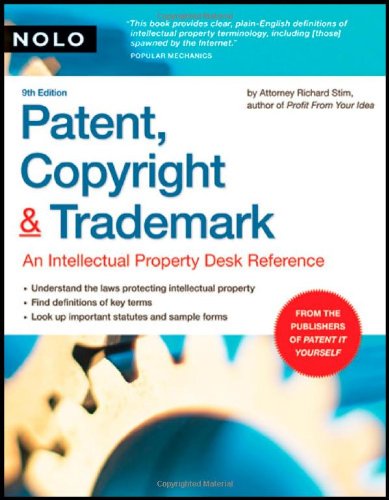 NOLO
"This book provides clear, plain-English definitions of
intellectual property terminology, including [those]
spawned by the Internet."
POPULAR MECHANICS
9th Edition
by Attorney Richard Stim,
author of Profit From Your Idea
Patent,
Copyright
& Trademark
An Intellectual Property Desk Reference
• Understand the laws protecting intellectual property
• Find definitions of key terms
• Look up important statutes and sample forms
FROM THE
PUBLISHERS
OF PATENT IT
YOURSELF
Copyrighted Material